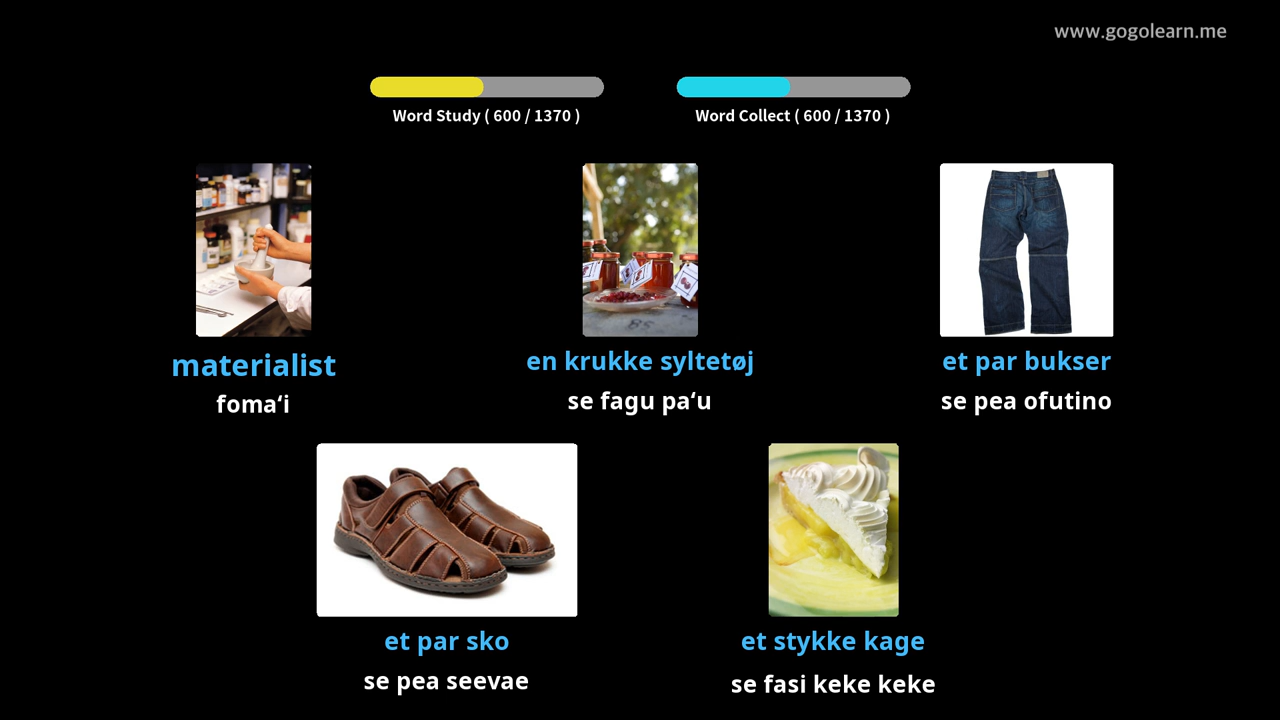 www.gogolearn.me
Word Study ( 600 / 1370 )
Word Collect ( 600 / 1370 )
materialist
fomaʻi
en krukke syltetøj
se fagu paʻu
et par bukser
se pea ofutino
et par sko
se pea seevae
et stykke kage
se fasi keke keke